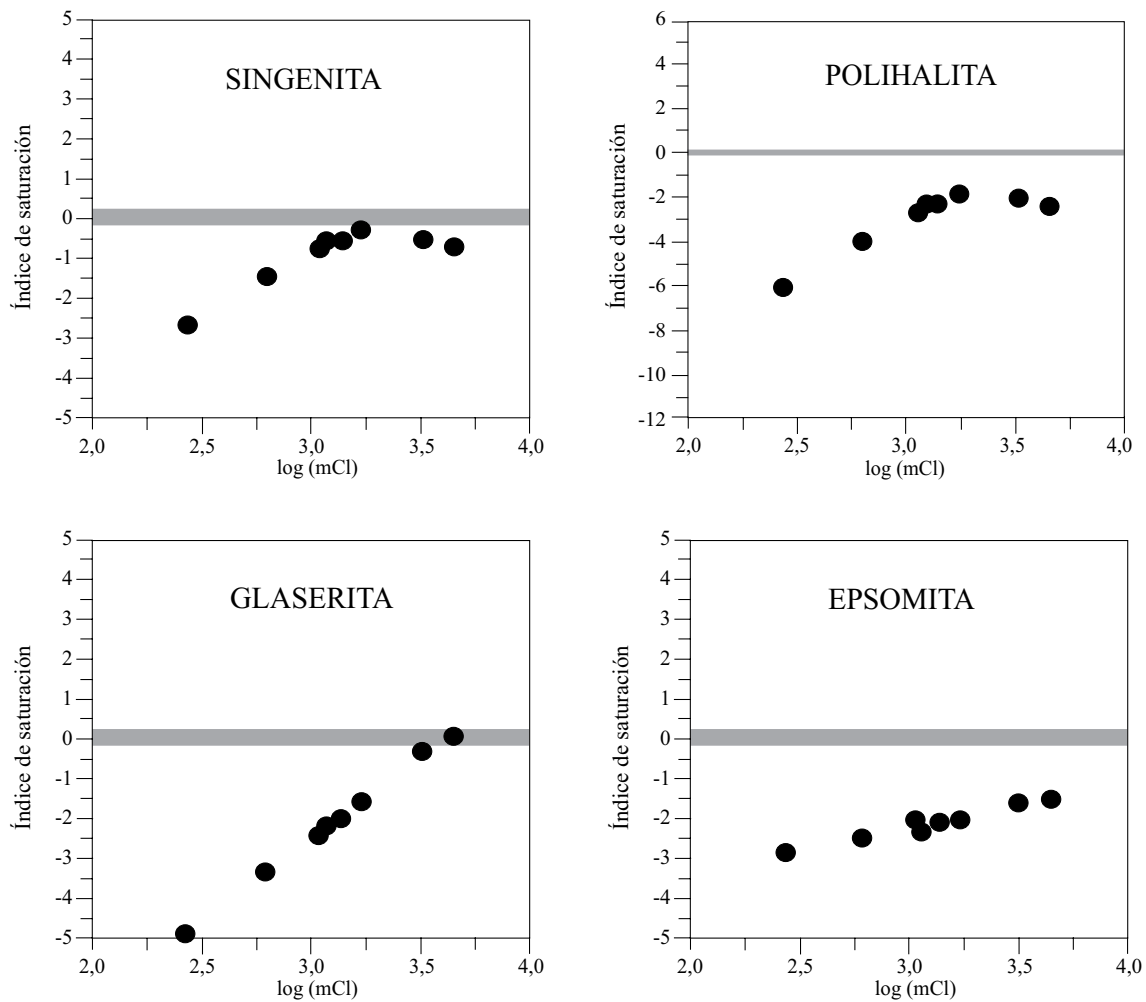 SINGENITA
Índice de saturación
5
4
3
2
1
0
-1
-2
-3
-4
-5
2,0 2,5 3,0 3,5 4,0
log (mCl)
POLIHALITA
Índice de saturación
6
4
2
0
-2
-4
-6
-8
-10
-12
2,0 2,5 3,0 3,5 4,0
log (mCl)
GLASERITA
Índice de saturación
5
4
3
2
1
0
-1
-2
-3
-4
-5
2,0 2,5 3,0 3,5 4,0
log (mCl)
EPSOMITA
Índice de saturación
5
4
3
2
1
0
-1
-2
-3
-4
-5
2,0 2,5 3,0 3,5 4,0
log (mCl)